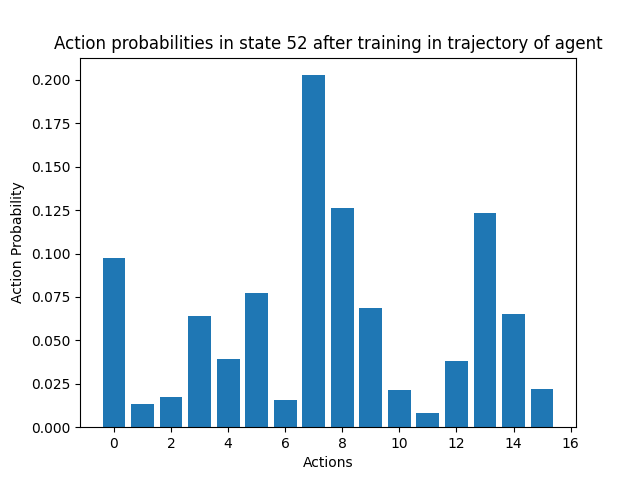 Action probabilities in state 52 after training in trajectory of agent
0.200
0.175
0.150
0.125
0.100
0.075
0.050
0.025
0.000
Action Probability
0 2 4 6 8 10 12 14 16
Actions